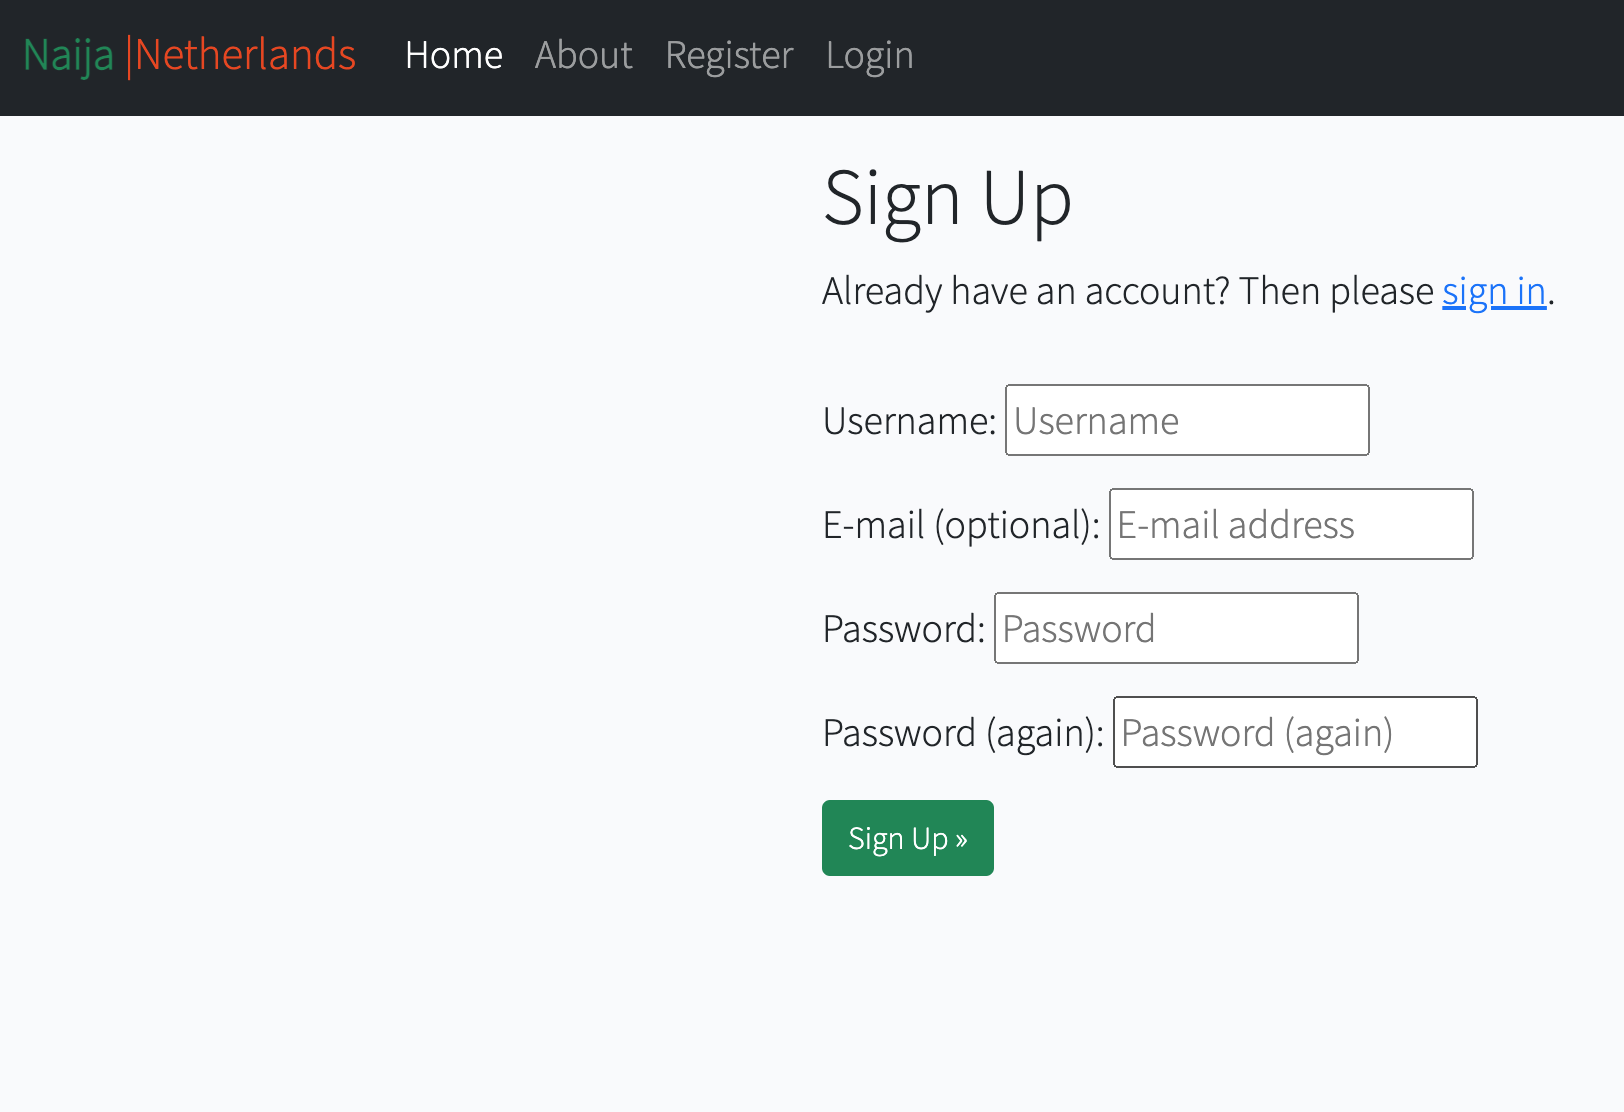 Naija |Netherlands Home About Register Login
Sign Up
Already have an account? Then please sign in.
Username: Username
E-mail (optional): E-mail address
Password: Password
Password (again): Password (again)
Sign Up »